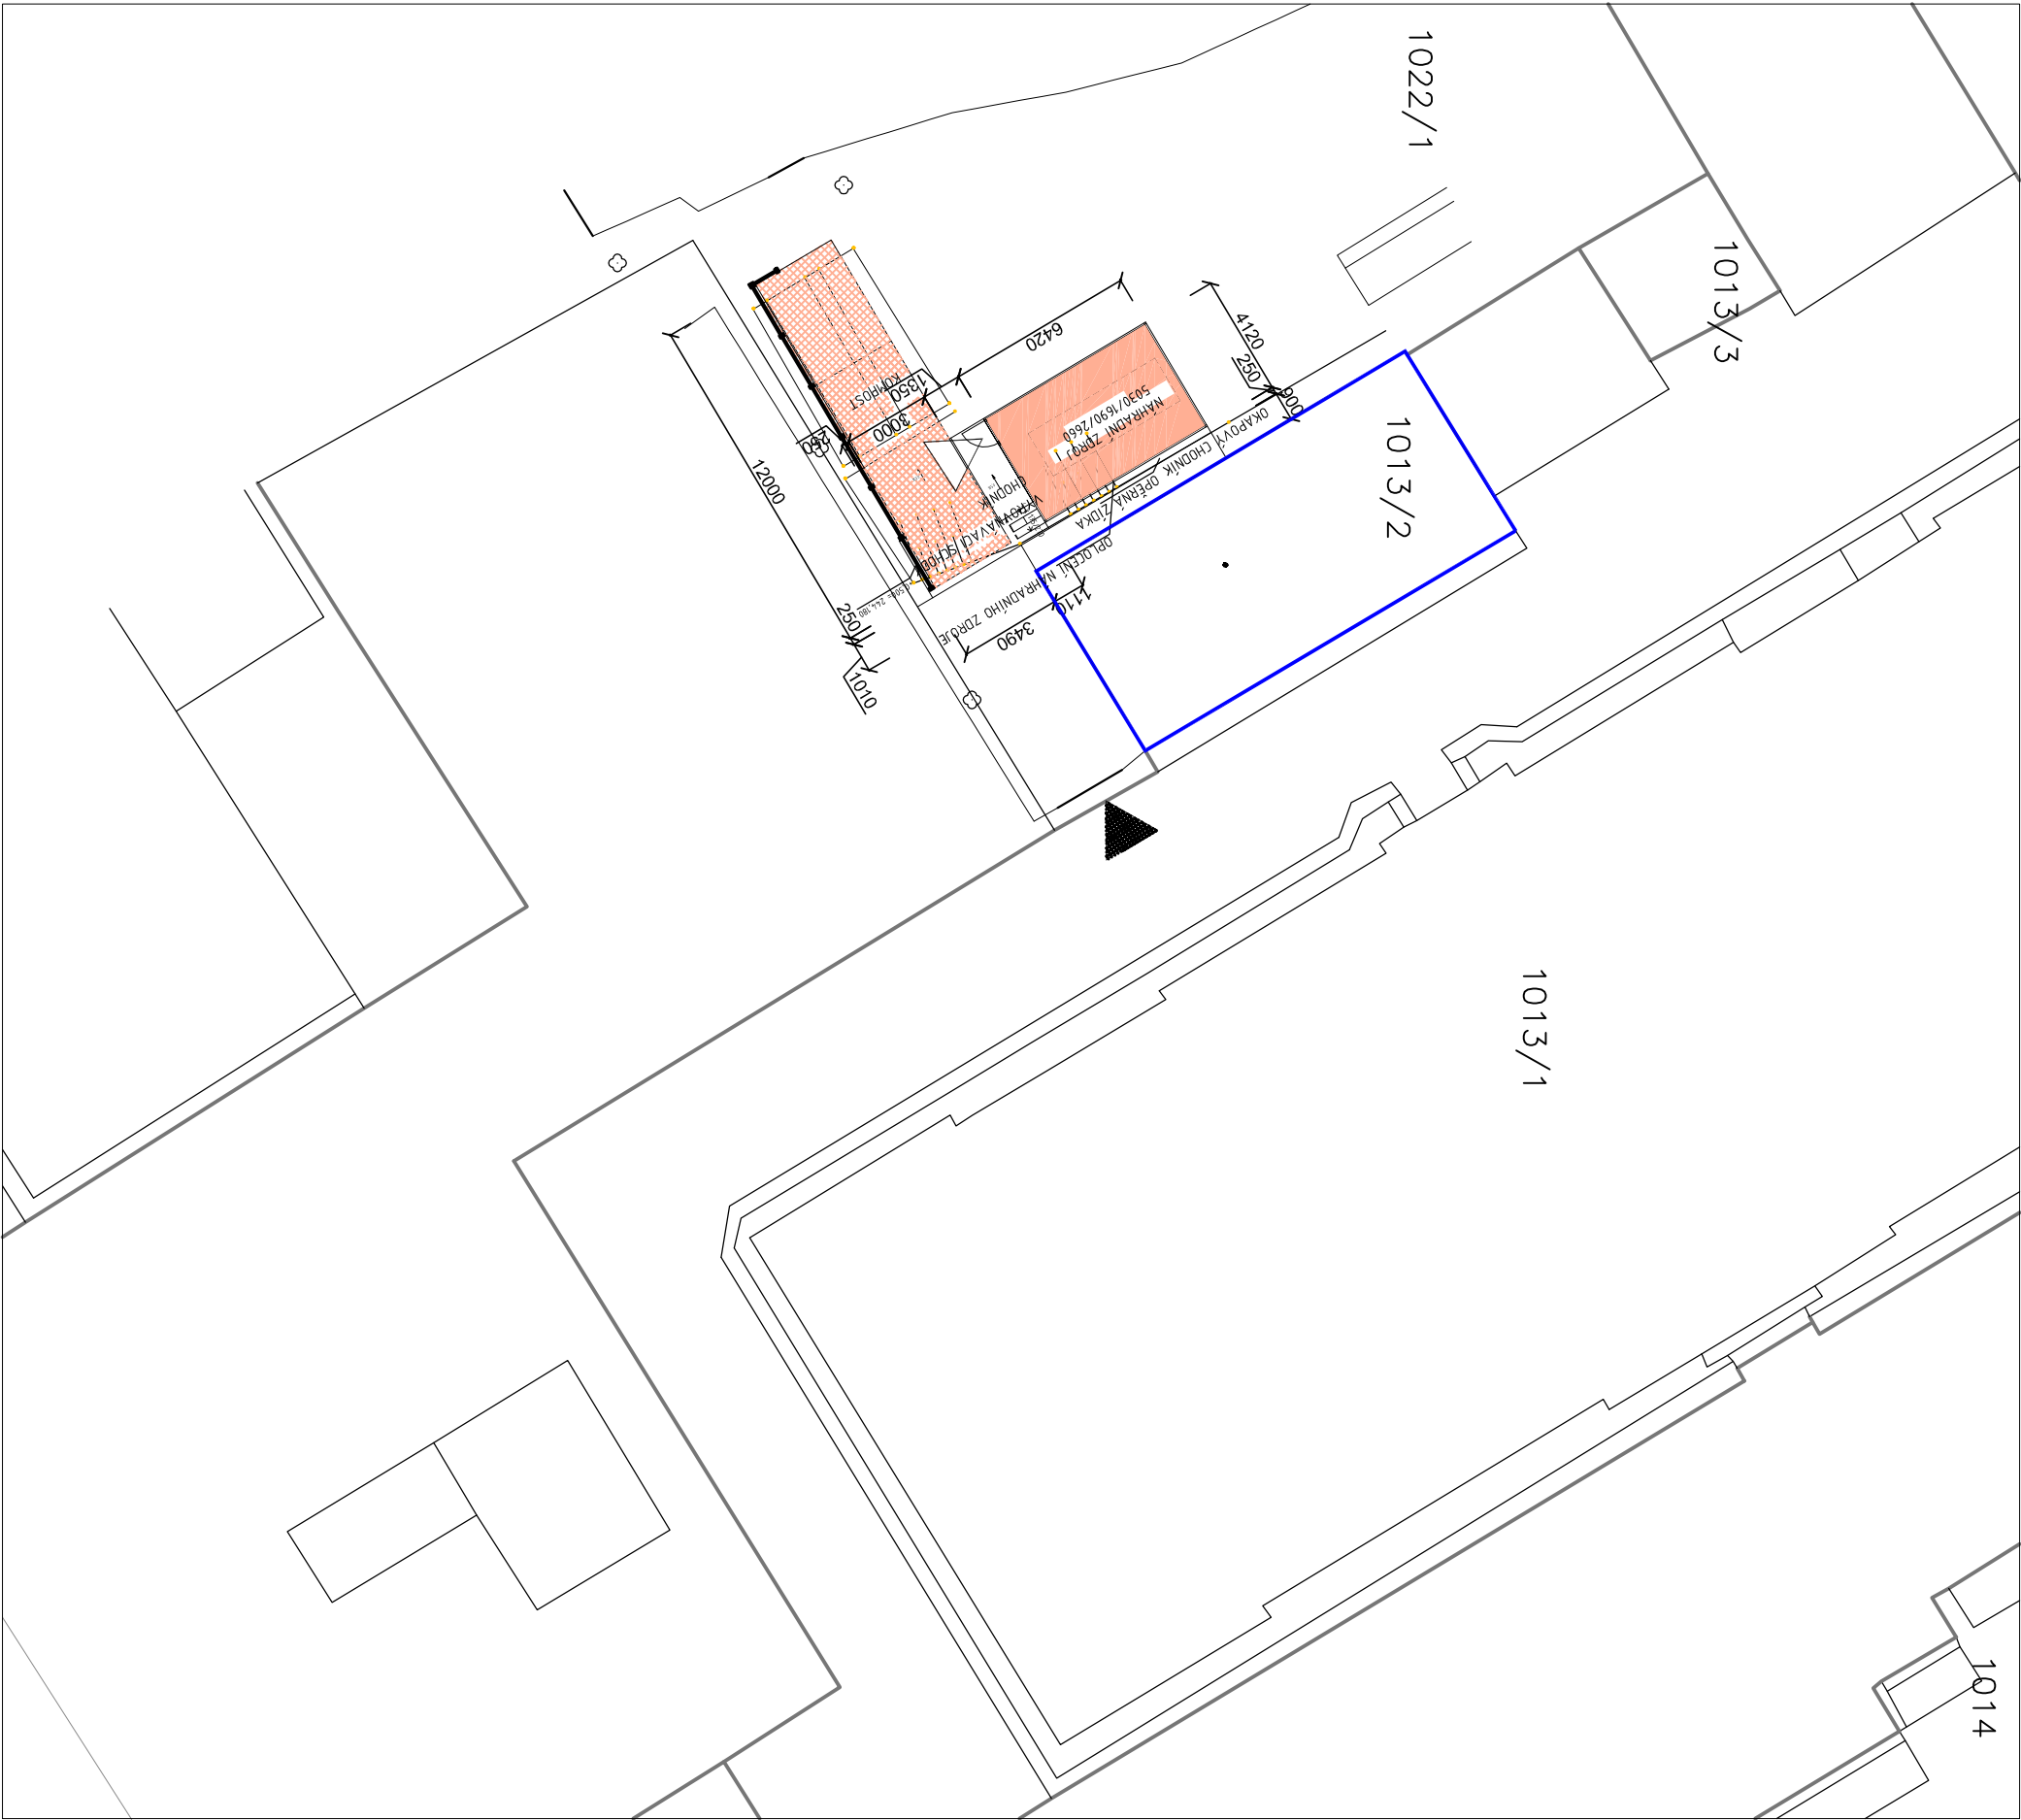 1022/1
1013/3
1013/2
1013/1
1014
6420
4120
250
900
1350
3000
250
12000
250
1010
1110
3490
KOMPOST
NÁHRADNÍ ZDROJ
5030/1690/2660
OKAPOVÝ CHODNÍK
OPĚRNÁ ZÍDKA
CHODNÍK
VYROVNÁVACÍ SCHODY
OPLOCENÍ NÁHRADNÍHO ZDROJE